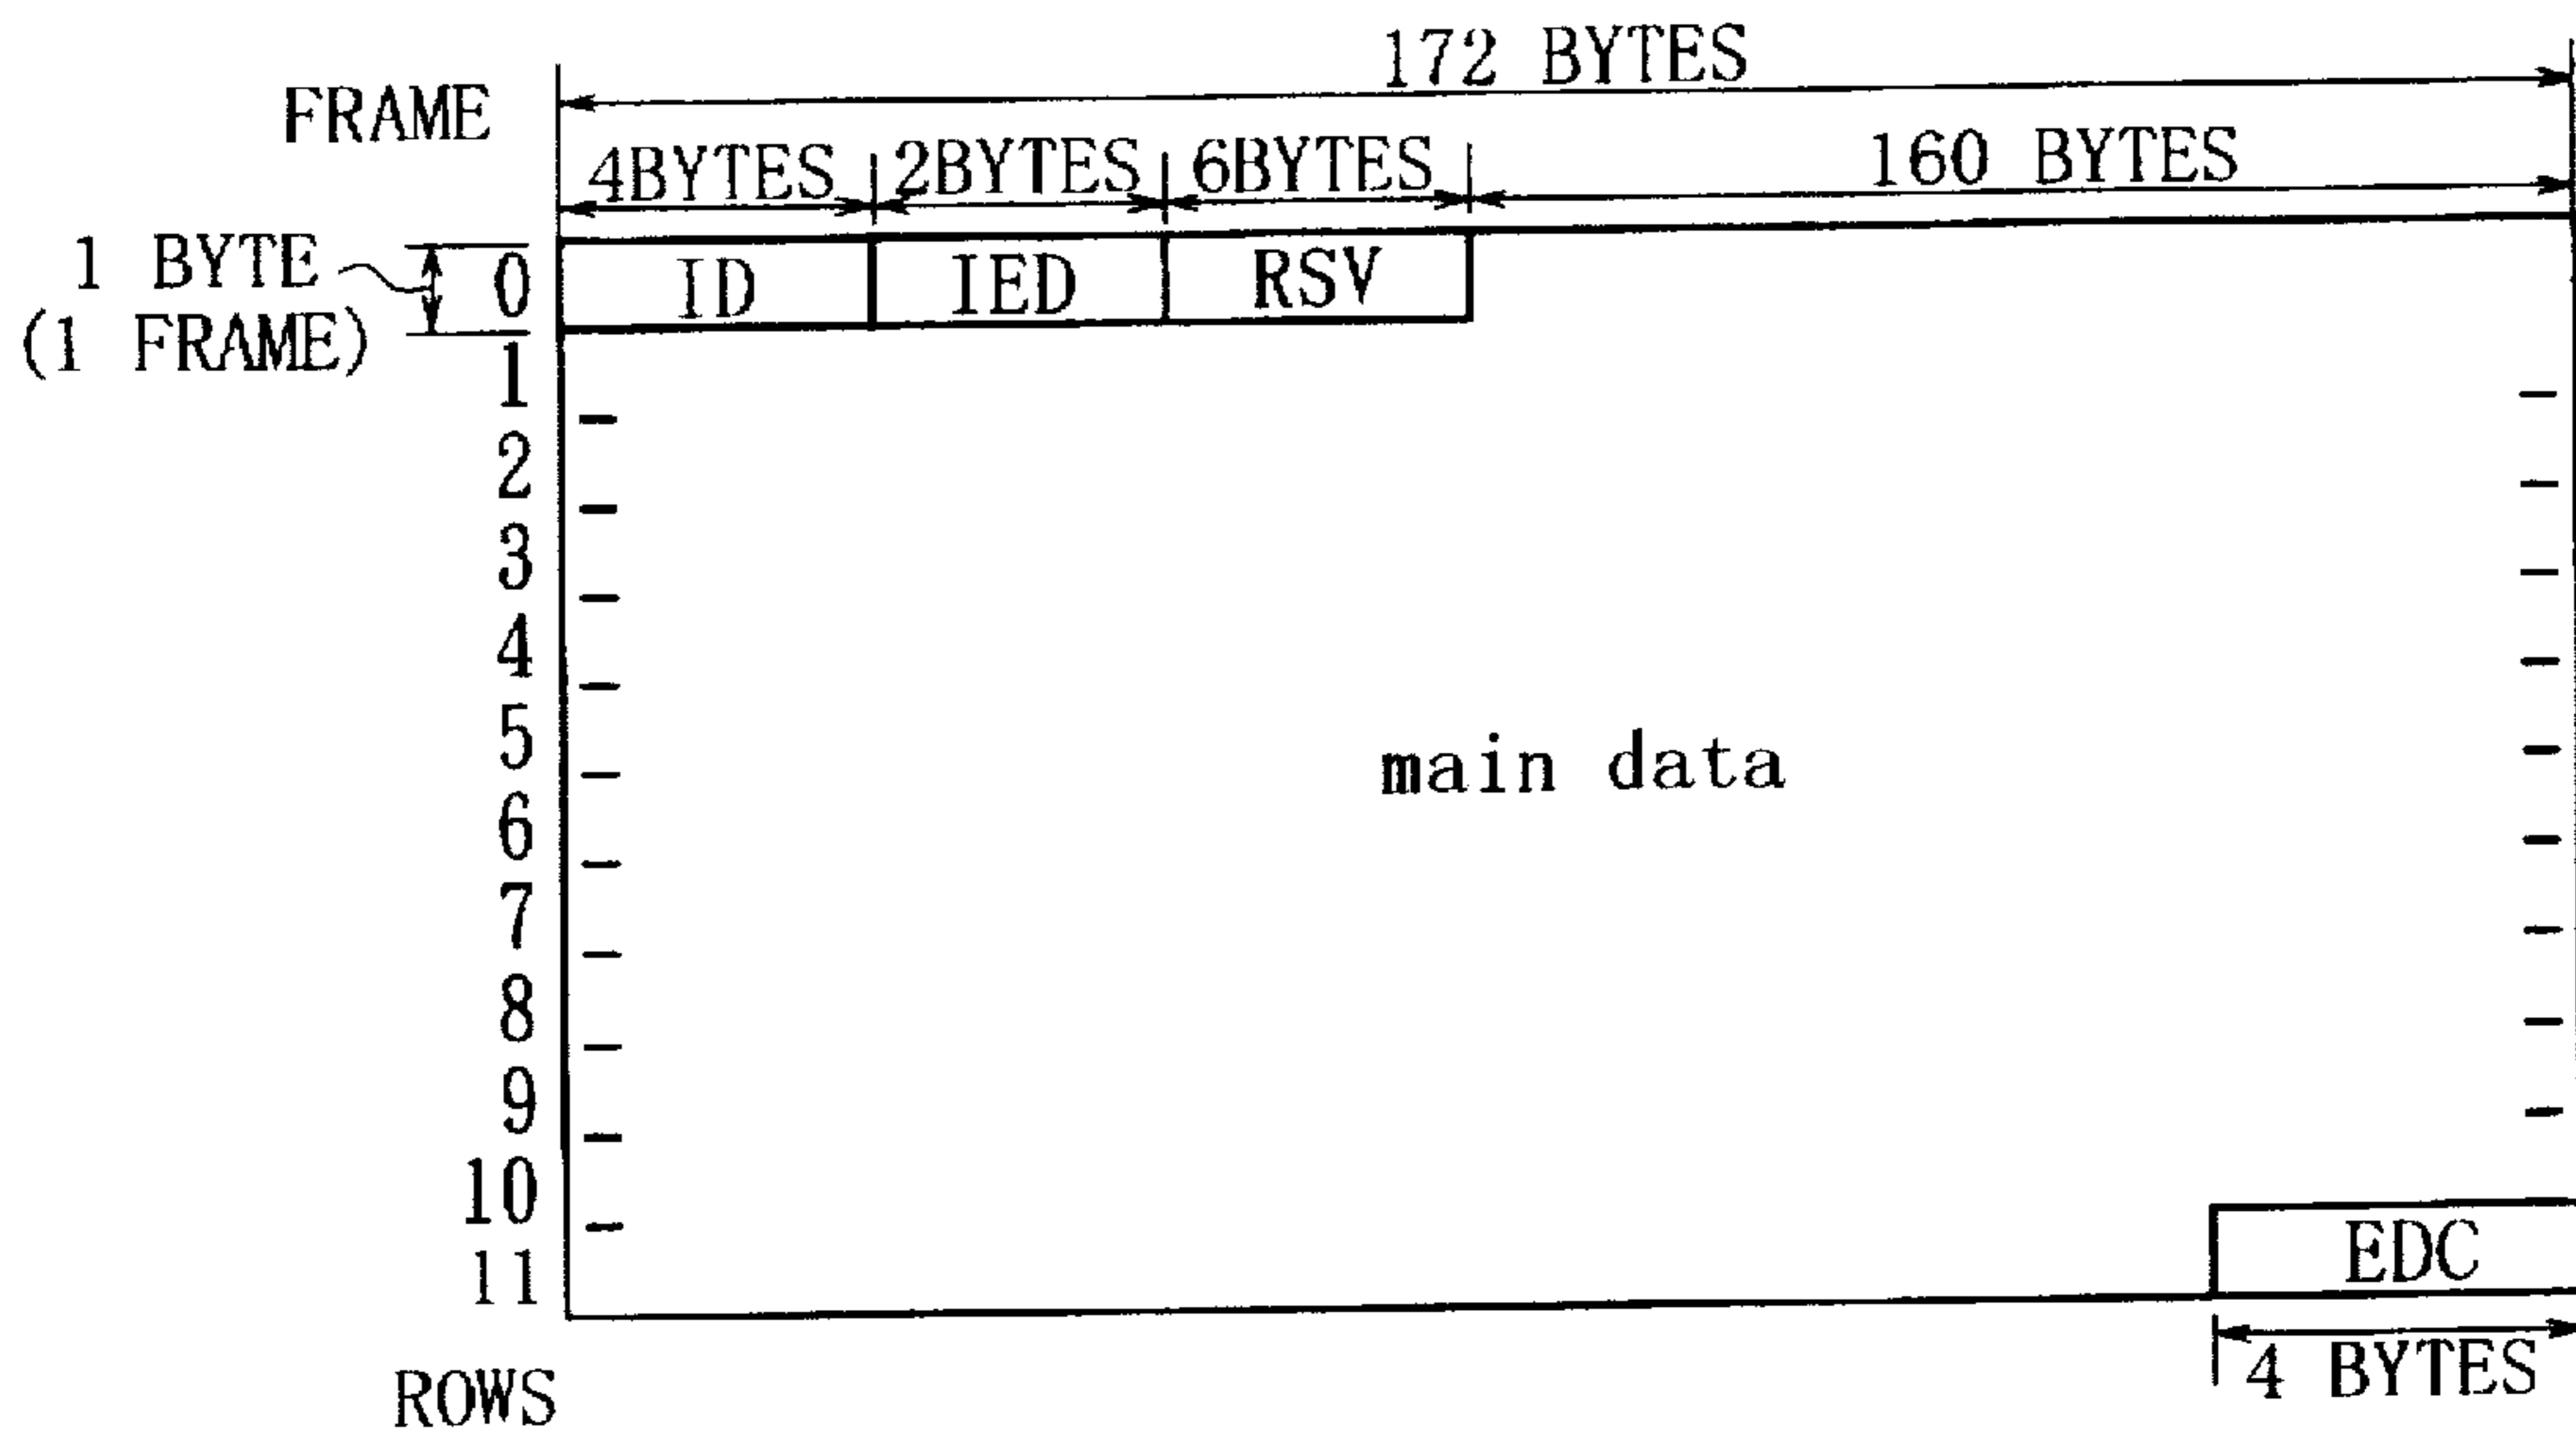 172 BYTES
FRAME
4BYTES 2BYTES 6BYTES 160 BYTES
1 BYTE
(1 FRAME)
0 ID IED RSV
1
2
3
4
5
main data
6
7
8
9
10
11 EDC
4 BYTES
ROWS